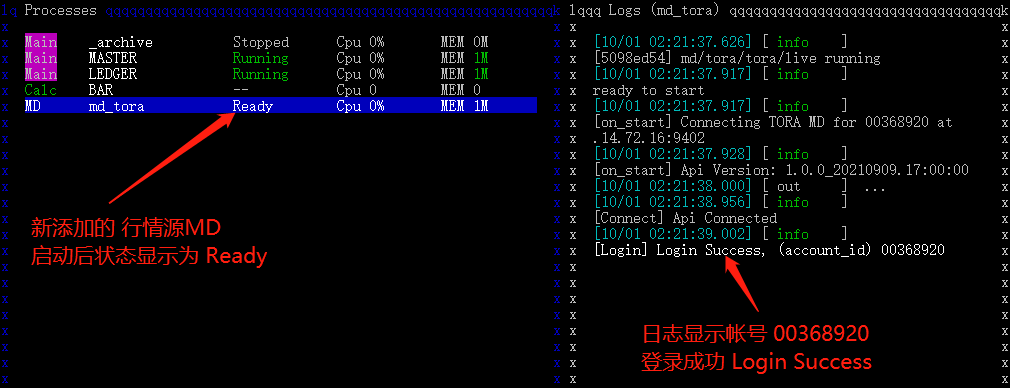 Processes
Main _archive Stopped Cpu 0% MEM 0M
Main MASTER Running Cpu 0% MEM 1M
Main LEDGER Running Cpu 0% MEM 1M
Calc BAR -- Cpu 0 MEM 0
MD md_tora Ready Cpu 0% MEM 1M
新添加的 行情源MD
启动后状态显示为 Ready
Logs (md_tora)
[10/01 02:21:37.626] [ info ]
[5098ed54] md/tora/tora/live running
[10/01 02:21:37.917] [ info ]
ready to start
[10/01 02:21:37.917] [ info ]
[on_start] Connecting TORA MD for 00368920 at
.14.72.16:9402
[10/01 02:21:37.928] [ info ]
[on_start] Api Version: 1.0.0_20210909.17:00:00
[10/01 02:21:38.000] [ out ] ...
[10/01 02:21:38.956] [ info ]
[Connect] Api Connected
[10/01 02:21:39.002] [ info ]
[Login] Login Success, (account_id) 00368920
日志显示帐号 00368920
登录成功 Login Success